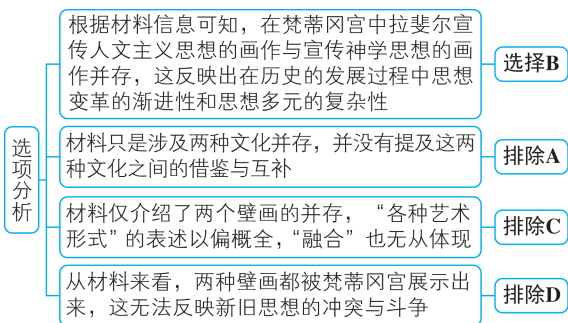 选项分析
根据材料信息可知，在梵蒂冈宫中拉斐尔宣
传人文主义思想的画作与宣传神学思想的画
作并存，这反映出在历史的发展过程中思想
变革的渐进性和思想多元的复杂性
选择B
材料只是涉及两种文化并存，并没有提及这两
种文化之间的借鉴与互补
排除A
材料仅介绍了两个壁画的并存，“各种艺术
形式”的表述以偏概全，“融合”也无从体现
排除C
从材料来看，两种壁画都被梵蒂冈宫展示出
来，这无法反映新旧思想的冲突与斗争
排除D